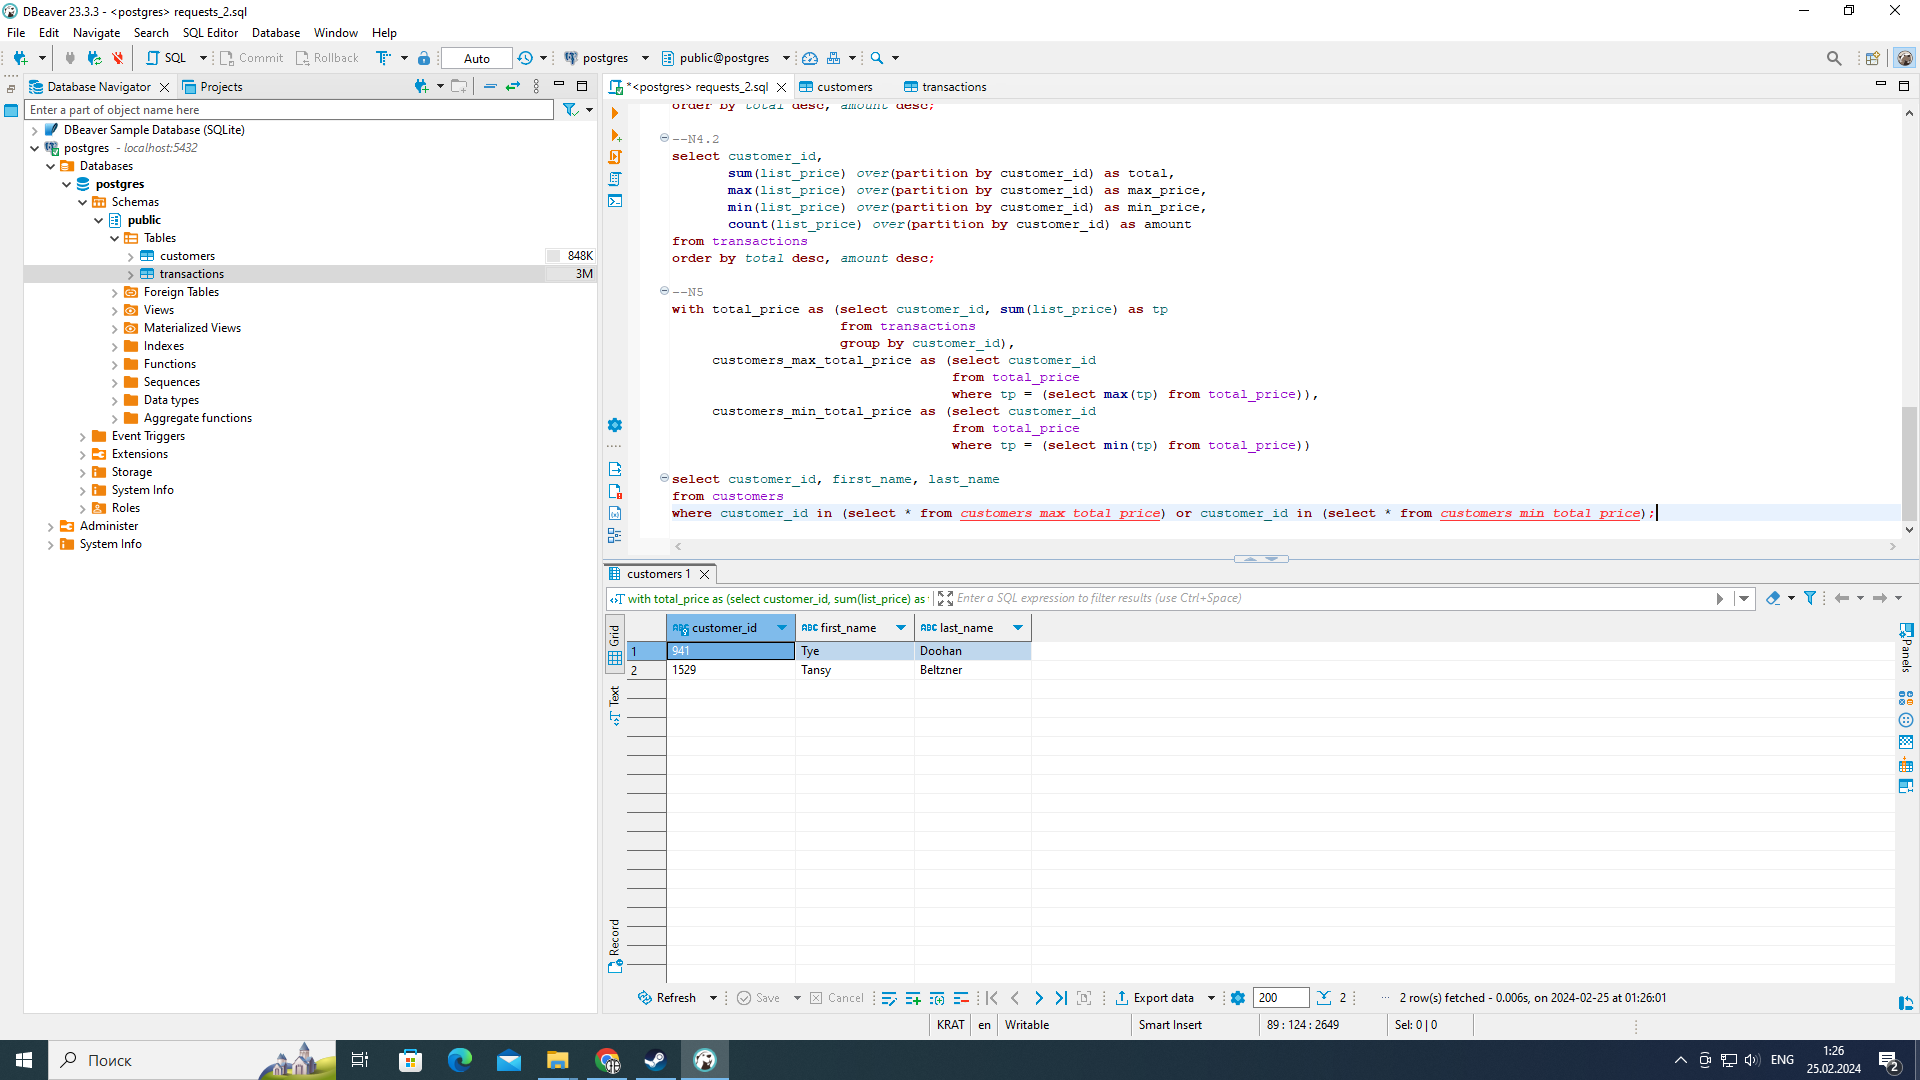 DBeaver 23.3.3 - <postgres> requests_2.sql
File Edit Navigate Search SQL Editor Database Window Help
SQL Commit Rollback Auto postgres public@postgres
Database Navigator Projects
*<postgres> requests_2.sql customers transactions
Enter a part of object name here
DBeaver Sample Database (SQLite)
postgres - localhost:5432
Databases
postgres
Schemas
public
Tables
customers 848K
transactions 3M
Foreign Tables
Views
Materialized Views
Indexes
Functions
Sequences
Data types
Aggregate functions
Event Triggers
Extensions
Storage
System Info
Roles
Administer
System Info
order by total desc, amount desc;
--N4.2
select customer_id,
sum(list_price) over(partition by customer_id) as total,
max(list_price) over(partition by customer_id) as max_price,
min(list_price) over(partition by customer_id) as min_price,
count(list_price) over(partition by customer_id) as amount
from transactions
order by total desc, amount desc;
--N5
with total_price as (select customer_id, sum(list_price) as tp
from transactions
group by customer_id),
customers_max_total_price as (select customer_id
from total_price
where tp = (select max(tp) from total_price)),
customers_min_total_price as (select customer_id
from total_price
where tp = (select min(tp) from total_price))
select customer_id, first_name, last_name
from customers
where customer_id in (select * from customers_max_total_price) or customer_id in (select * from customers_min_total_price);
customers 1
with total_price as (select customer_id, sum(list_price) as Enter a SQL expression to filter results (use Ctrl+Space)
Grid
Text
Record
Panels
customer_id first_name last_name
1 941 Tye Doohan
2 1529 Tansy Beltzner
Refresh Save Cancel Export data 200 2 2 row(s) fetched - 0.006s, on 2024-02-25 at 01:26:01
KRAT en Writable Smart Insert 89 : 124 : 2649 Sel: 0 | 0
Поиск
ENG
1:26
25.02.2024
2